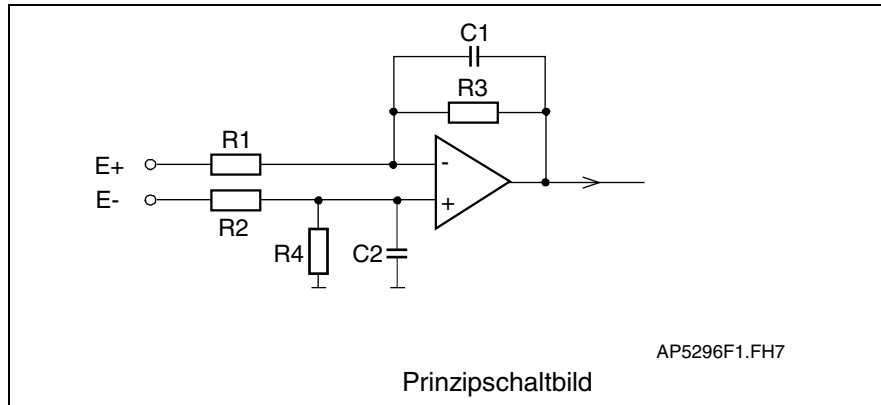 C1
R3
R1
E+
-
E-
+
R2
R4
C2
AP5296F1.FH7
Prinzipschaltbild